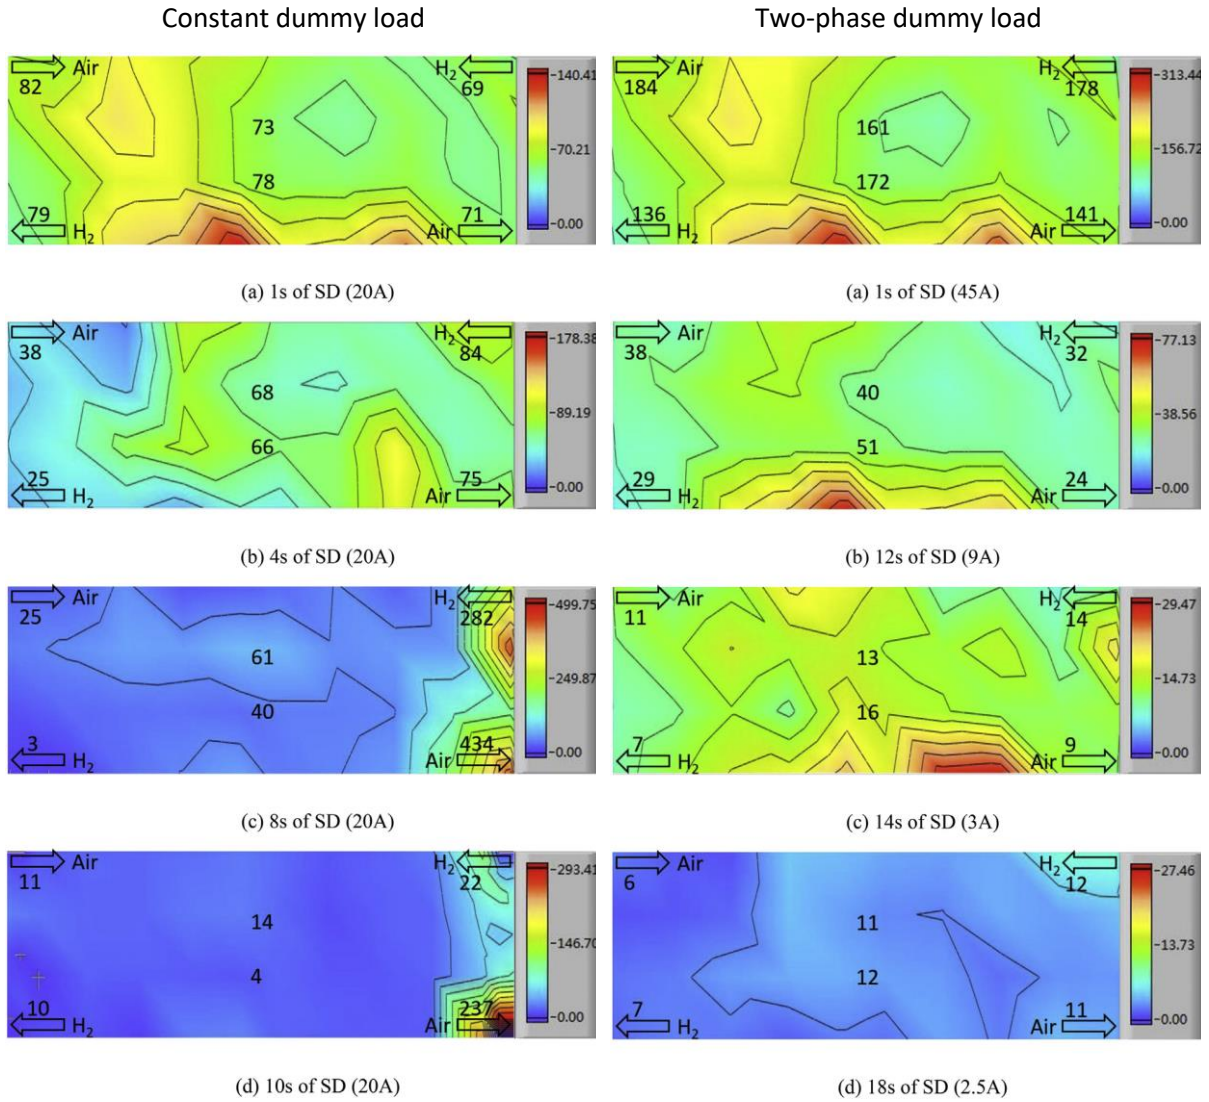 Constant dummy load
Two-phase dummy load
Air
H2
82
69
140.41
73
70.21
78
79
71
H2
Air
0.00
(a) 1s of SD (20A)
Air
H2
184
178
313.44
161
156.72
172
136
141
H2
Air
0.00
(a) 1s of SD (45A)
Air
H2
38
84
178.38
68
89.19
66
25
75
H2
Air
0.00
(b) 4s of SD (20A)
Air
H2
38
32
77.13
40
38.56
51
29
24
H2
Air
0.00
(b) 12s of SD (9A)
Air
H2
25
282
499.75
61
249.87
40
3
434
H2
Air
0.00
(c) 8s of SD (20A)
Air
H2
11
14
29.47
13
14.73
16
7
9
H2
Air
0.00
(c) 14s of SD (3A)
Air
H2
11
22
293.41
14
146.70
4
10
237
H2
Air
0.00
(d) 10s of SD (20A)
Air
H2
6
12
27.46
11
13.73
12
7
11
H2
Air
0.00
(d) 18s of SD (2.5A)